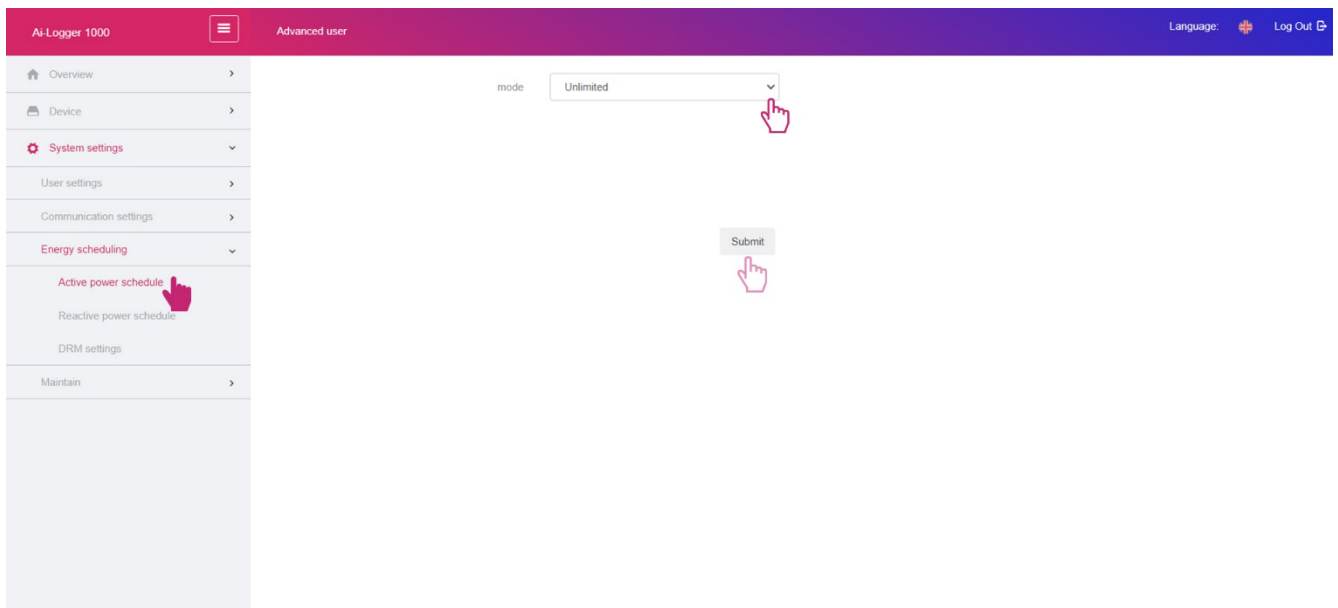 Ai-Logger 1000
Advanced user
Language:
Log Out
Overview
Device
System settings
User settings
Communication settings
Energy scheduling
Active power schedule
Reactive power schedule
DRM settings
Maintain
mode
Unlimited
Submit